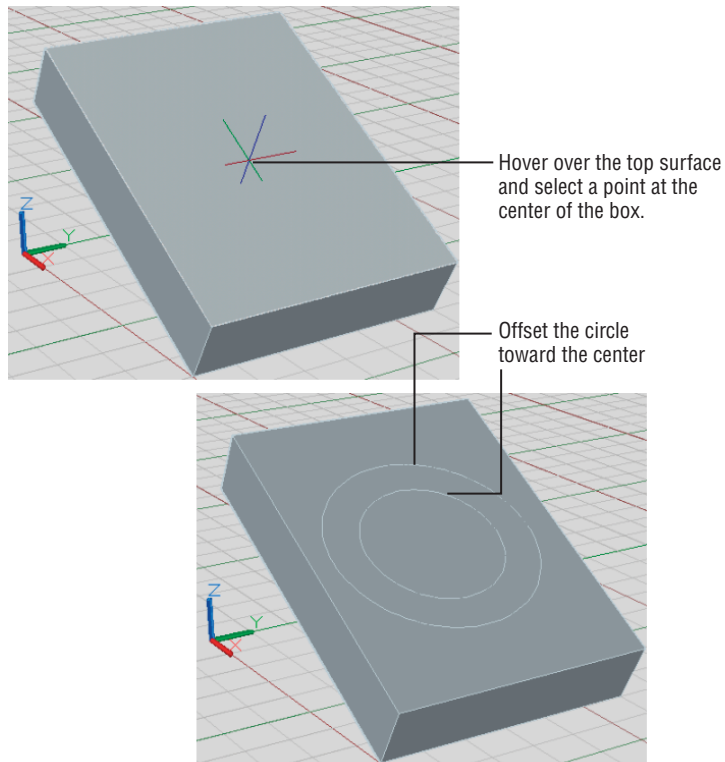 Hover over the top surface
and select a point at the
center of the box.
Z
Y
X
Offset the circle
toward the center
Z
Y
X